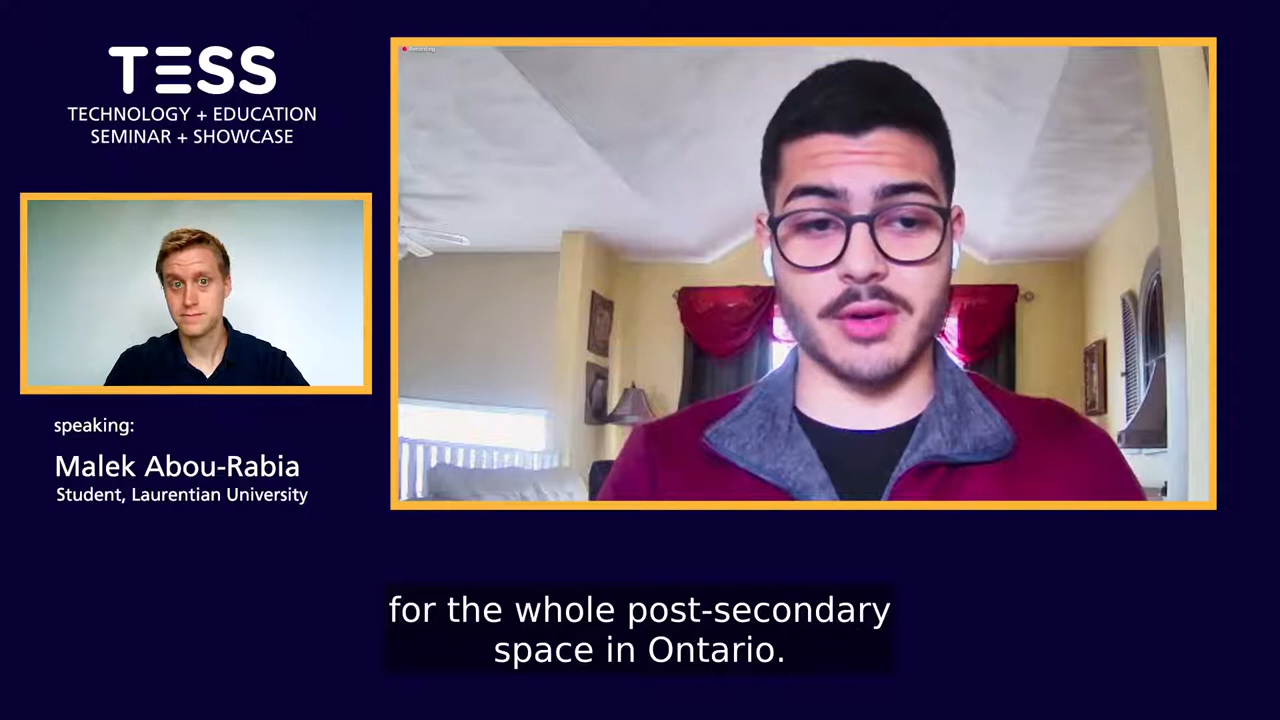 TESS
TECHNOLOGY + EDUCATION
SEMINAR + SHOWCASE
Recording
speaking:
Malek Abou-Rabia
Student, Laurentian University
for the whole post-secondary
space in Ontario.